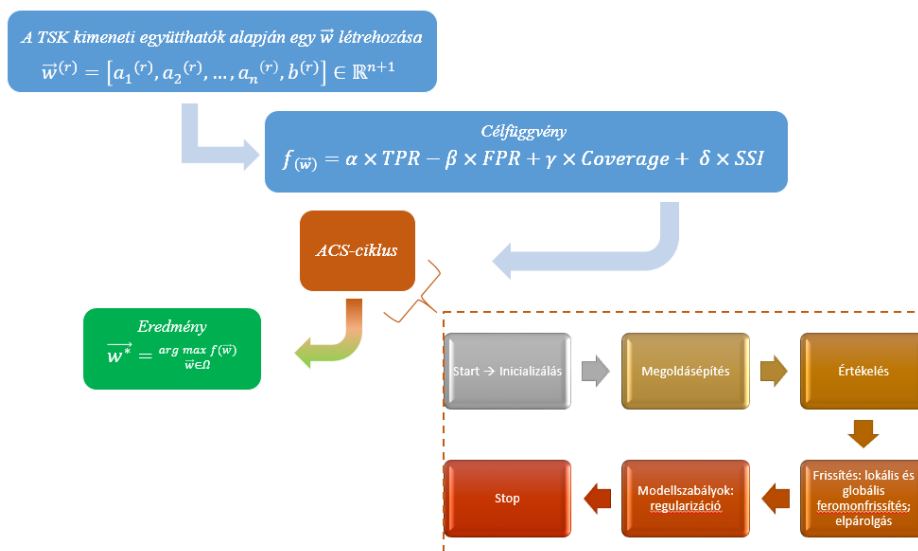 A TSK kimeneti együtthatók alapján egy w⃗ létrehozása
w⃗⁽ʳ⁾ = [a₁⁽ʳ⁾, a₂⁽ʳ⁾, …, aₙ⁽ʳ⁾, b⁽ʳ⁾] ∈ ℝⁿ⁺¹
Célfüggvény
f₍w⃗₎ = α × TPR − β × FPR + γ × Coverage + δ × SSI
ACS-ciklus
Eredmény
w*⃗ = arg max f(w⃗)
w⃗∈Ω
Start → Inicializálás
Megoldásépítés
Értékelés
Frissítés: lokális és
globális
feromonfrissítés;
elpárolgás
Modellszabályok:
regularizáció
Stop